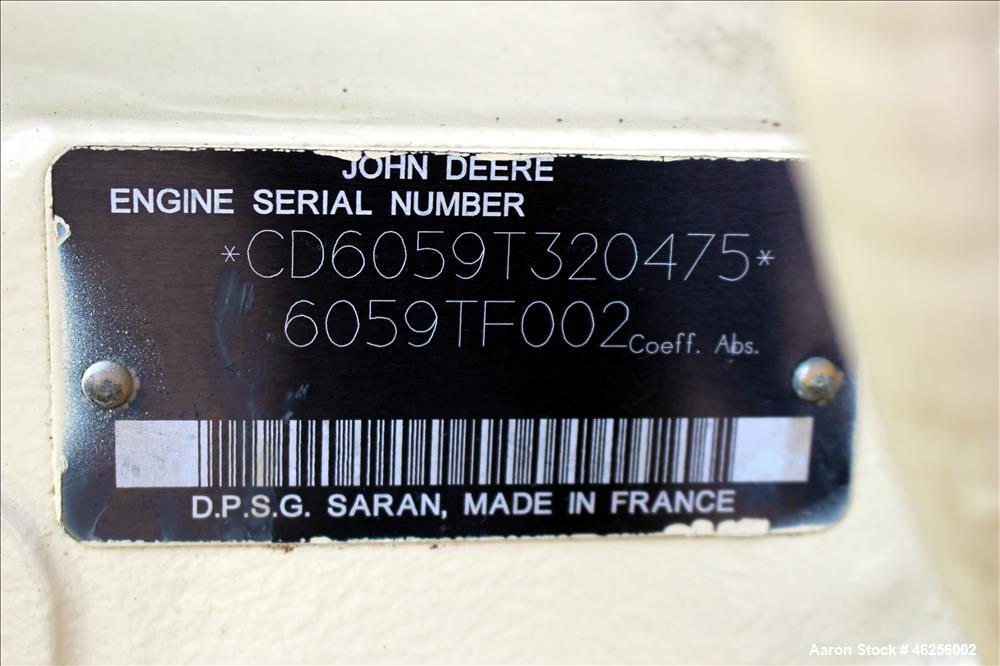 JOHN DEERE
ENGINE SERIAL NUMBER
*CD6059T320475*
6059TF002 Coeff. Abs.
D.P.S.G. SARAN, MADE IN FRANCE
Aaron Stock # 46256002